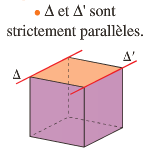 • Δ et Δ' sont
strictement parallèles.
Δ'
Δ